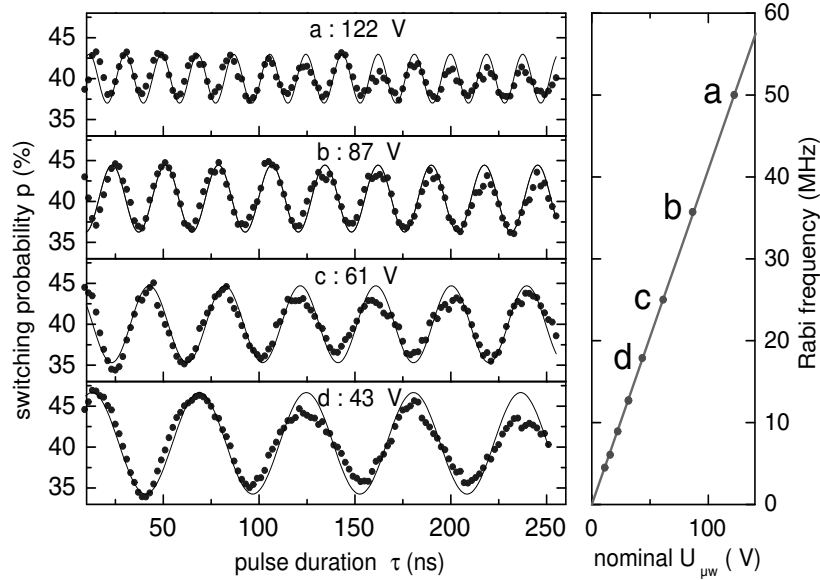 switching probability p (%)
45
40
35
a : 122 V
45
40
35
b : 87 V
45
40
35
c : 61 V
45
40
35
d : 43 V
50
100
150
200
250
pulse duration τ (ns)
a
b
c
d
60
50
40
30
20
10
0
Rabi frequency (MHz)
0
100
nominal U μw ( V)